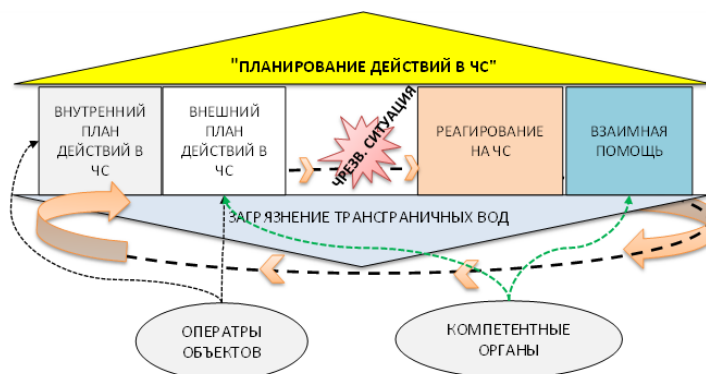 "ПЛАНИРОВАНИЕ ДЕЙСТВИЙ В ЧС"
ВНУТРЕННИЙ
ПЛАН
ДЕЙСТВИЙ В
ЧС
ВНЕШНИЙ
ПЛАН
ДЕЙСТВИЙ В
ЧС
ЧРЕЗВ. СИТУАЦИЯ
РЕАГИРОВАНИЕ
НА ЧС
ВЗАИМНАЯ
ПОМОЩЬ
ЗАГРЯЗНЕНИЕ ТРАНСГРАНИЧНЫХ ВОД
ОПЕРАТРЫ
ОБЪЕКТОВ
КОМПЕТЕНТНЫЕ
ОРГАНЫ